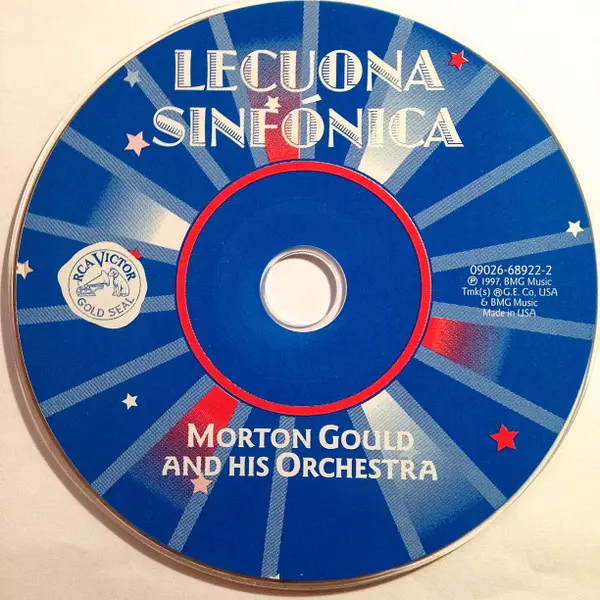 LECUONA
SINFÓNICA
RCA VICTOR
GOLD SEAL
09026-68922-2
℗ 1997, BMG Music
Tmk(s) ® G.E. Co., USA
& BMG Music
Made in USA
MORTON GOULD
AND HIS ORCHESTRA